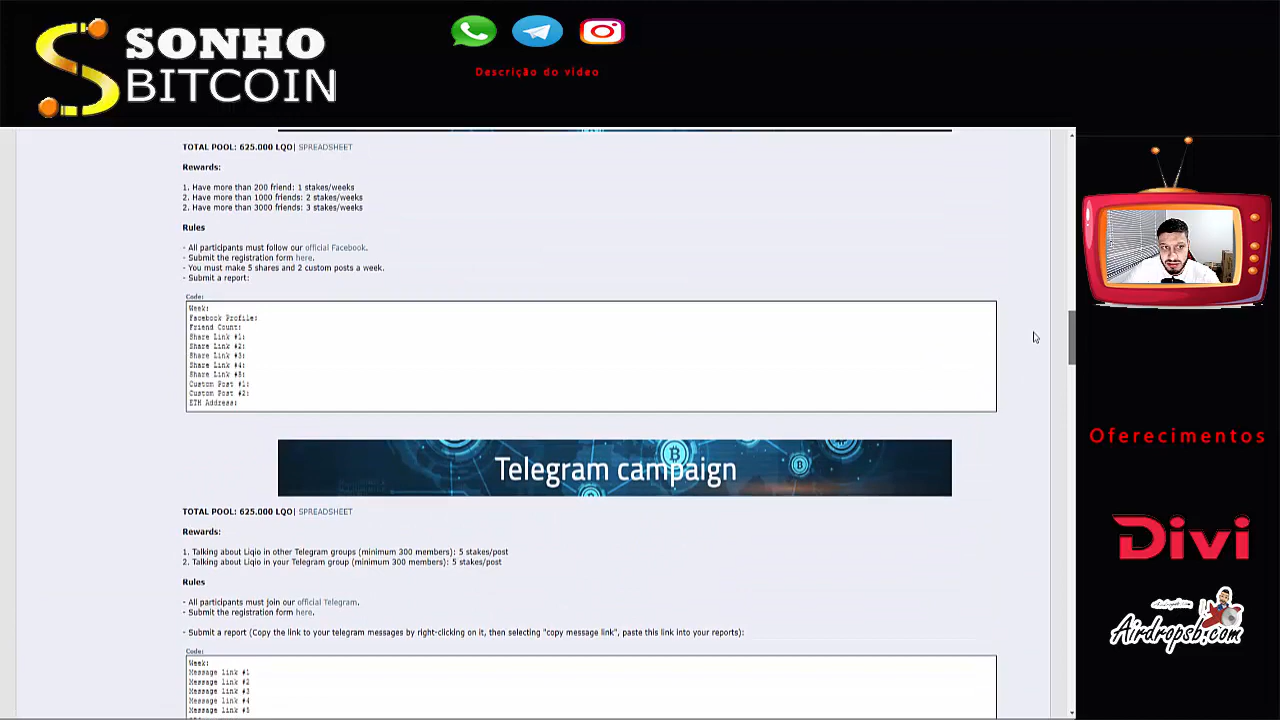 SONHO
BITCOIN
Descrição do vídeo
TOTAL POOL: 625.000 LQO| SPREADSHEET
Rewards:
1. Have more than 200 friend: 1 stakes/weeks
2. Have more than 1000 friends: 2 stakes/weeks
2. Have more than 3000 friends: 3 stakes/weeks
Rules
- All participants must follow our official Facebook.
- Submit the registration form here.
- You must make 5 shares and 2 custom posts a week.
- Submit a report:
Code:
Week:
Facebook Profile:
Friend Count:
Share Link #1:
Share Link #2:
Share Link #3:
Share Link #4:
Share Link #5:
Custom Post #1:
Custom Post #2:
ETH Address:
Telegram campaign
TOTAL POOL: 625.000 LQO| SPREADSHEET
Rewards:
1. Talking about Liqio in other Telegram groups (minimum 300 members): 5 stakes/post
2. Talking about Liqio in your Telegram group (minimum 300 members): 5 stakes/post
Rules
- All participants must join our official Telegram.
- Submit the registration form here.
- Submit a report (Copy the link to your telegram messages by right-clicking on it, then selecting "copy message link", paste this link into your reports):
Code:
Week:
Message link #1
Message link #2
Message link #3
Message link #4
Message link #5
Oferecimentos
Divi
Airdropsb.com